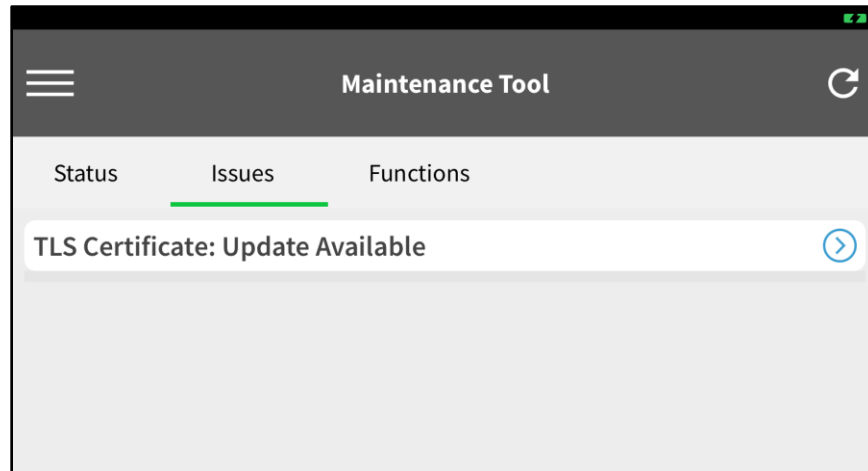 Maintenance Tool
Status Issues Functions
TLS Certificate: Update Available